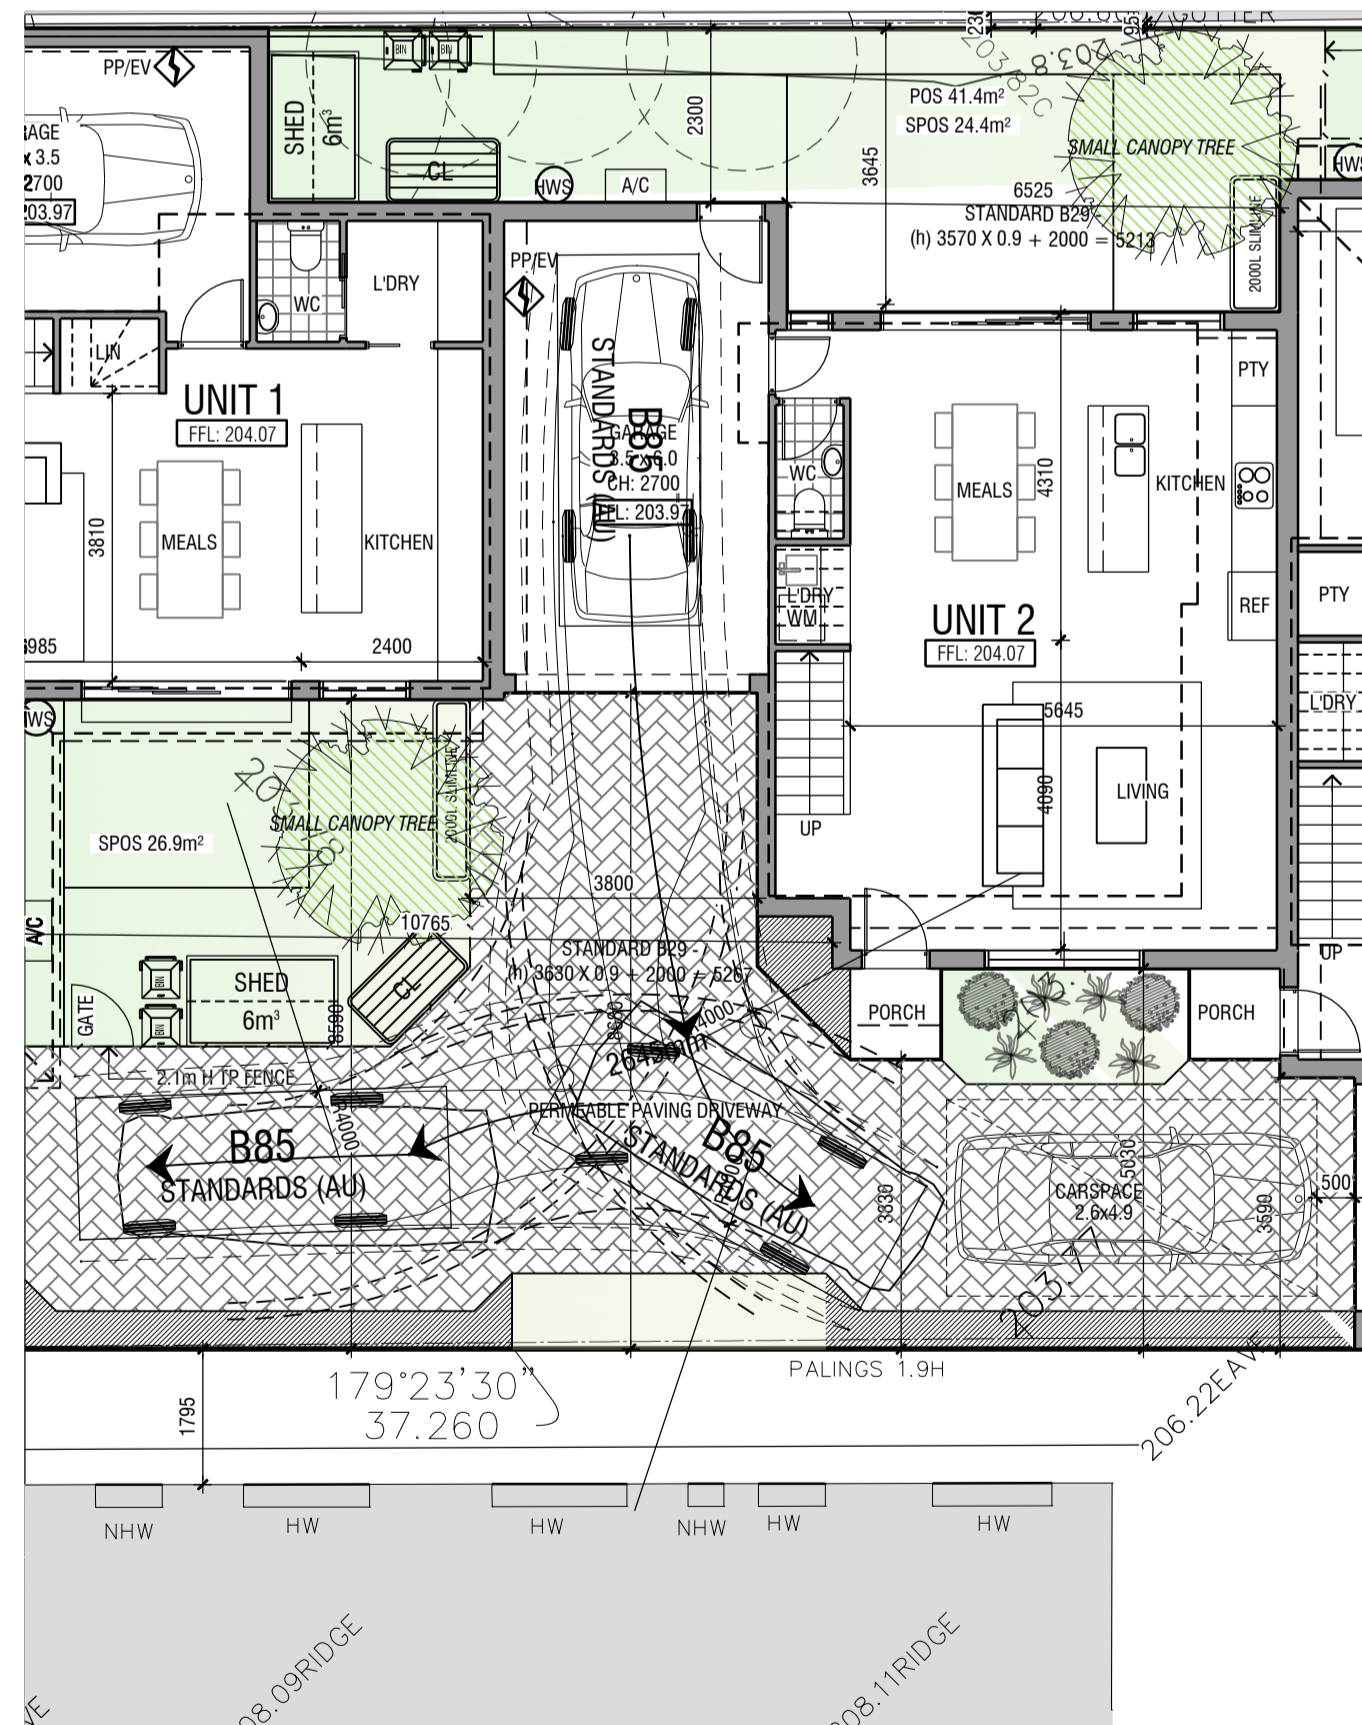 PP/EV
BIN
BIN
SHED
6m³
CL
HWS
A/C
2300
3645
POS 41.4m²
SPOS 24.4m²
SMALL CANOPY TREE
6525
STANDARD B29 -
(h) 3570 X 0.9 + 2000 = 5213
2000L SLIMLINE
HWS
x 3.5
2700
203.97
WC
L'DRY
LIN
UNIT 1
FFL: 204.07
MEALS
KITCHEN
3810
2400
PP/EV
STANDARDS (AU)
B85
GARAGE
3.5 x 6.0
CH: 2700
FFL: 203.97
WC
L'DRY
WM
UP
MEALS
4310
KITCHEN
PTY
REF
UNIT 2
FFL: 204.07
5645
4090
LIVING
PTY
L'DRY
UP
SPOS 26.9m²
SMALL CANOPY TREE
2000L SLIMLINE
3800
10765
STANDARD B29 -
(h) 3630 X 0.9 + 2000 = 5267
A/C
GATE
BIN
BIN
SHED
6m³
CL
PORCH
PORCH
2.1m H TP FENCE
R4000
PERMEABLE PAVING DRIVEWAY
B85
STANDARDS (AU)
B85
STANDARDS (AU)
3830
5030
CARSPACE
2.6x4.9
3590
500
203.77
PALINGS 1.9H
179°23'30"
37.260
1795
206.22EAVE
NHW
HW
HW
NHW
HW
HW
08.09RIDGE
08.11RIDGE